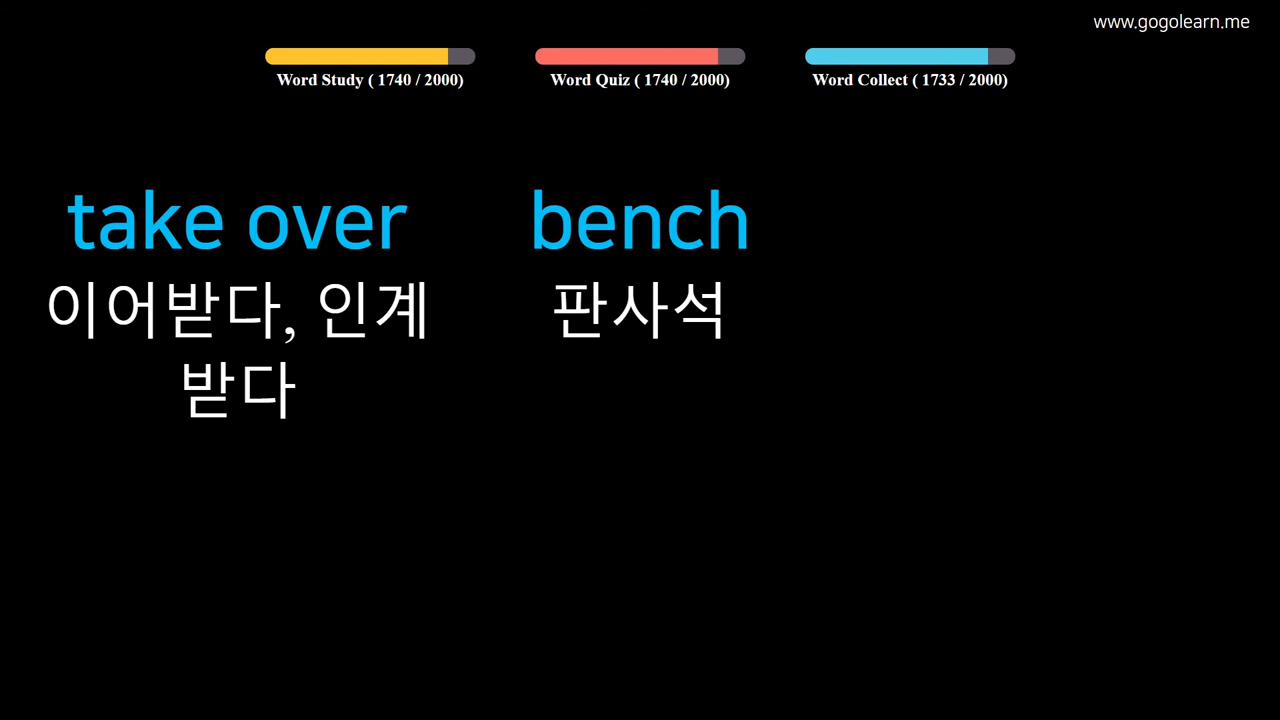 www.gogolearn.me
Word Study ( 1740 / 2000)
Word Quiz ( 1740 / 2000)
Word Collect ( 1733 / 2000)
take over
이어받다, 인계
받다
bench
판사석